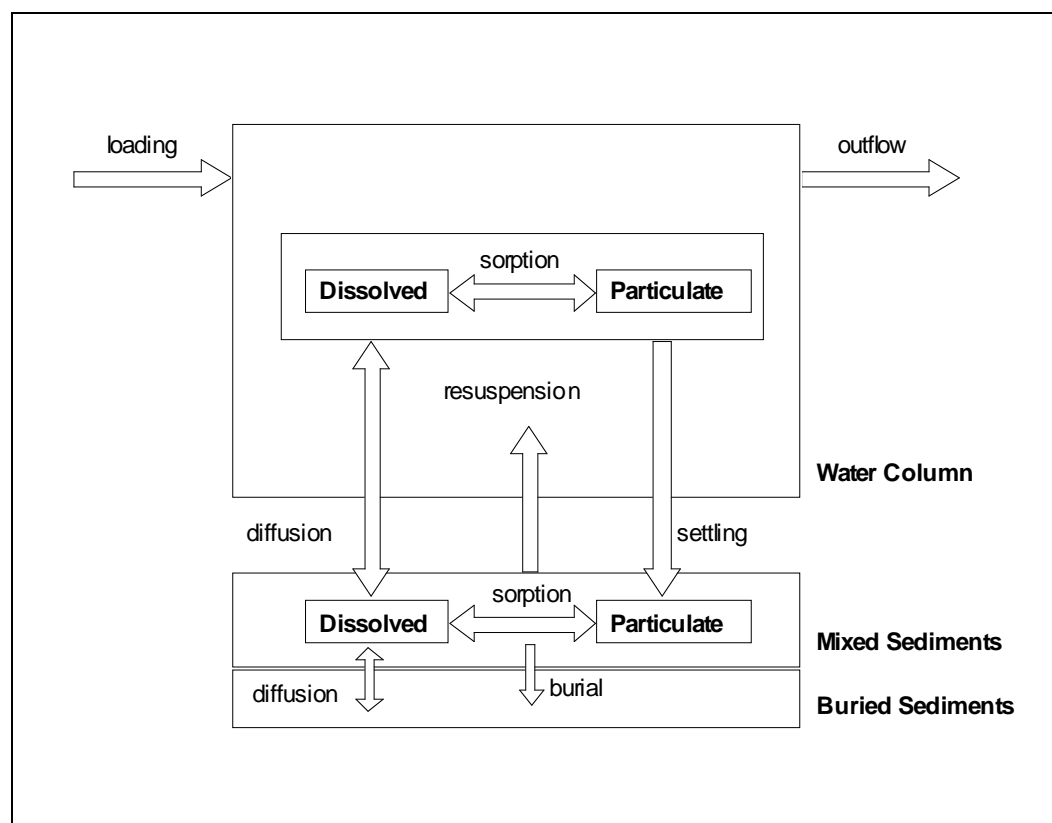 loading
outflow
sorption
Dissolved
Particulate
resuspension
Water Column
diffusion
settling
sorption
Dissolved
Particulate
Mixed Sediments
diffusion
burial
Buried Sediments